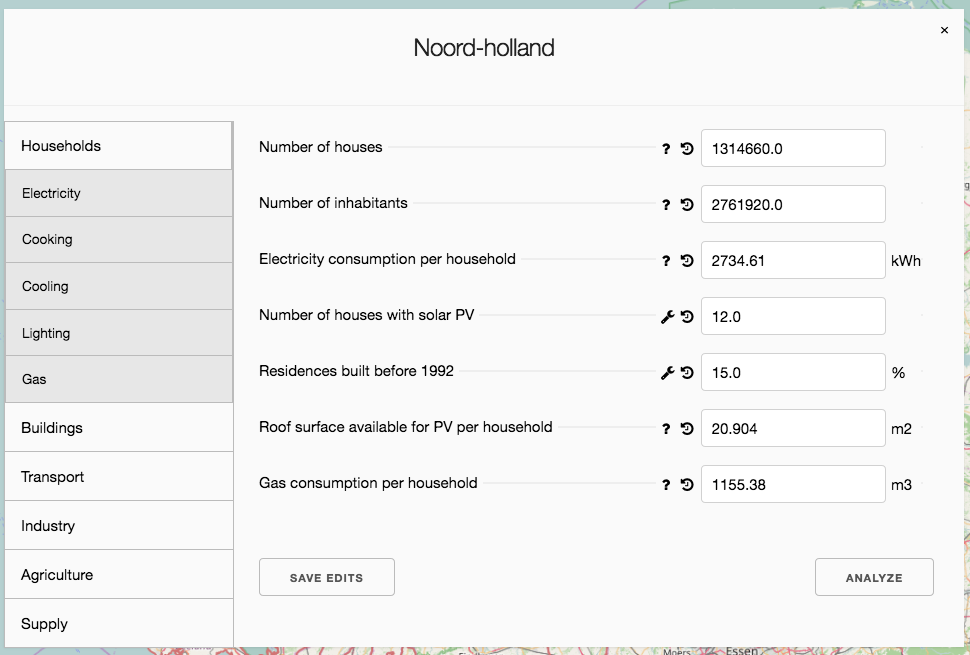 ×
Noord-holland
Households
Electricity
Cooking
Cooling
Lighting
Gas
Buildings
Transport
Industry
Agriculture
Supply
Number of houses ? 1314660.0
Number of inhabitants ? 2761920.0
Electricity consumption per household ? 2734.61 kWh
Number of houses with solar PV 12.0
Residences built before 1992 15.0 %
Roof surface available for PV per household ? 20.904 m2
Gas consumption per household ? 1155.38 m3
SAVE EDITS
ANALYZE
Moers
Essen